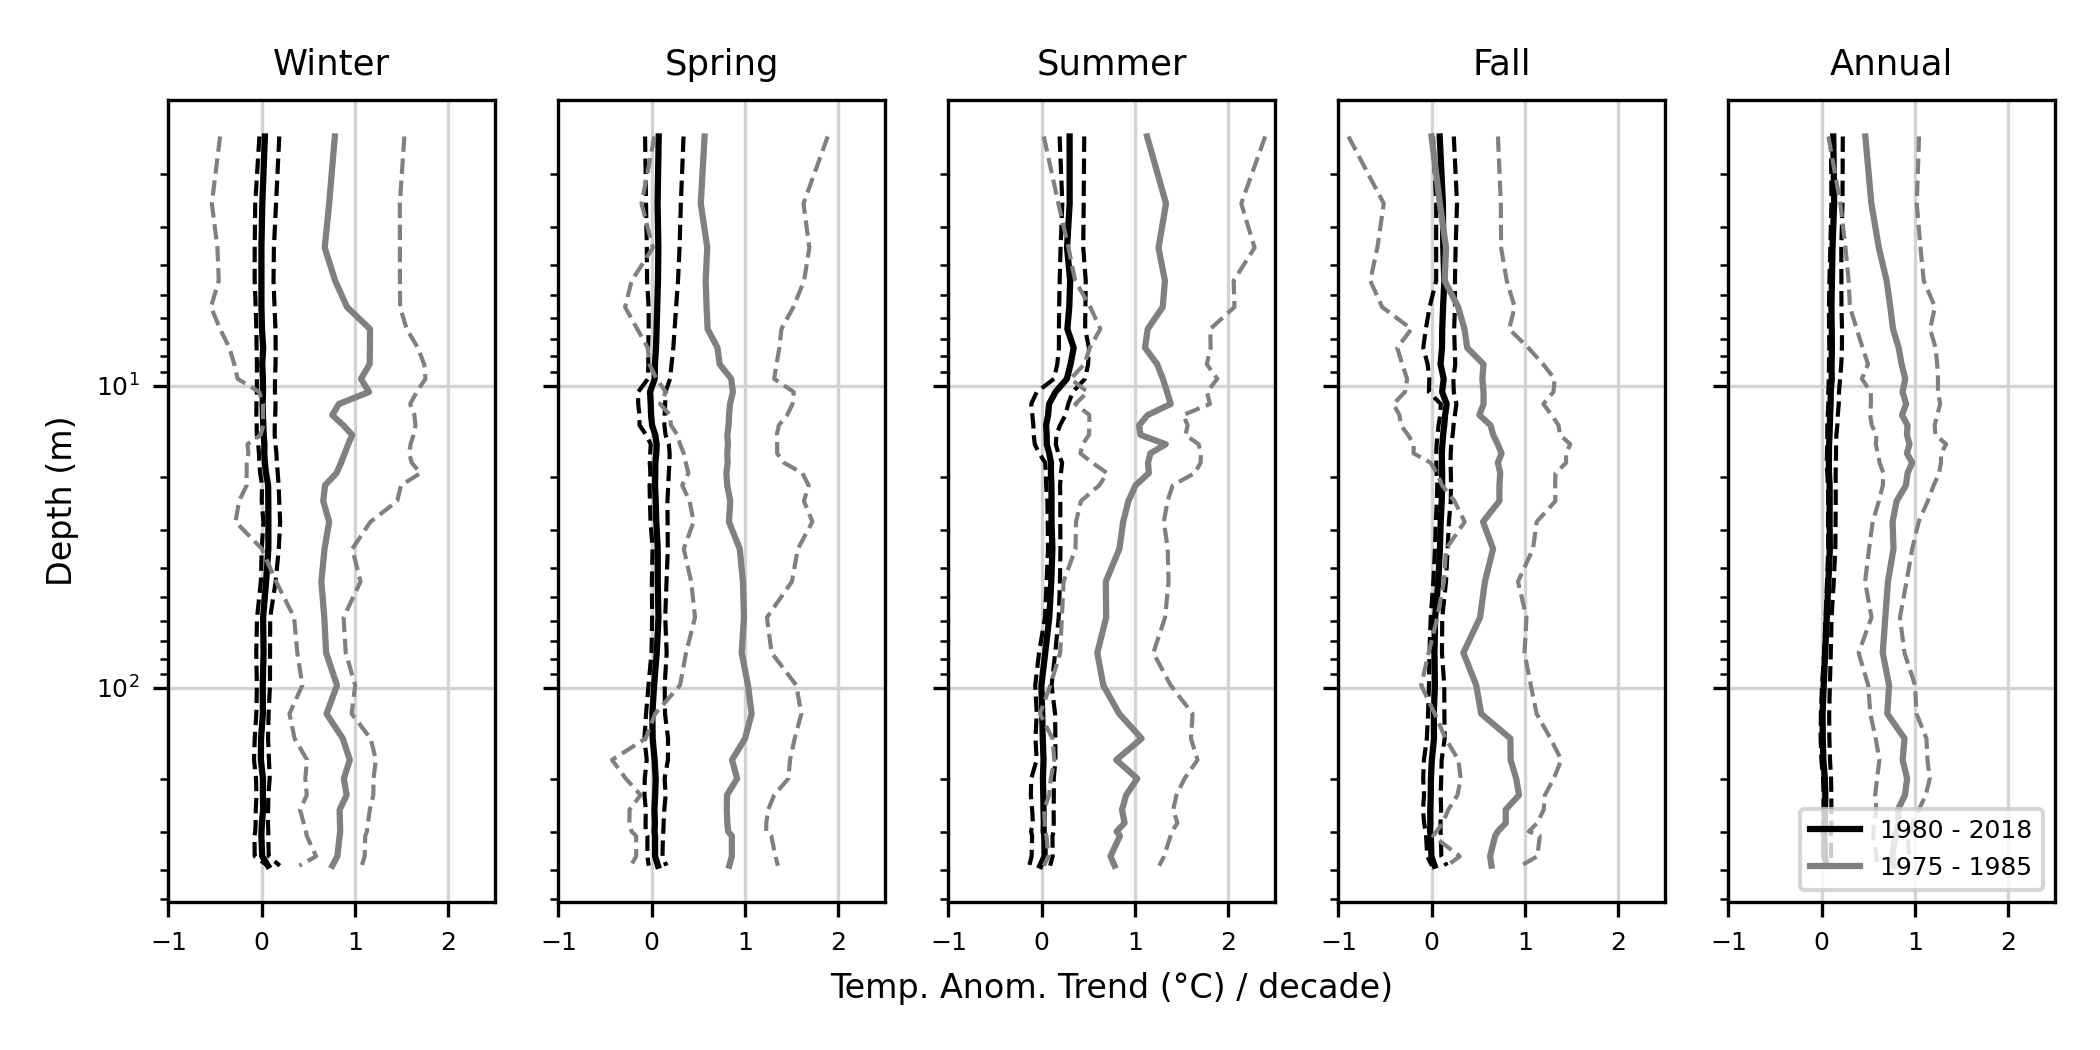 Winter Spring Summer Fall Annual
Depth (m)
10¹
10²
−1 0 1 2 −1 0 1 2 −1 0 1 2 −1 0 1 2 −1 0 1 2
1980 - 2018
1975 - 1985
Temp. Anom. Trend (°C) / decade)